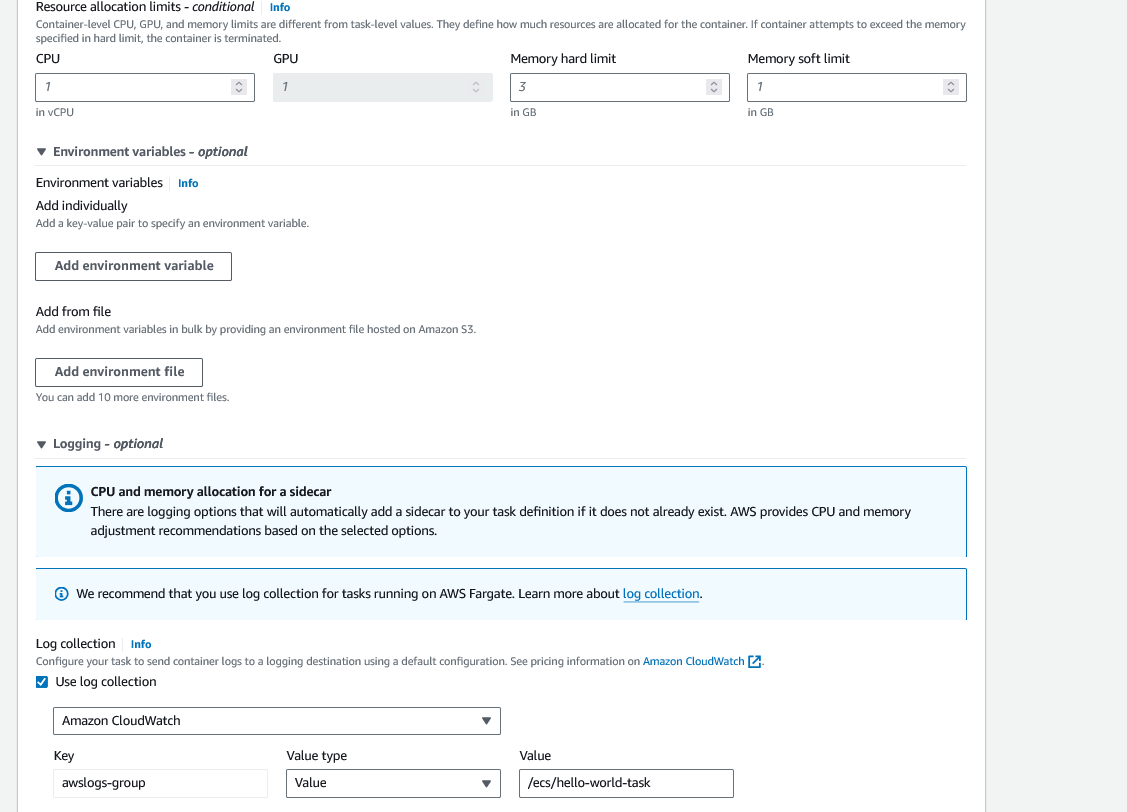 Resource allocation limits - conditional Info
Container-level CPU, GPU, and memory limits are different from task-level values. They define how much resources are allocated for the container. If container attempts to exceed the memory
specified in hard limit, the container is terminated.
CPU GPU Memory hard limit Memory soft limit
1 1 3 1
in vCPU in GB in GB
Environment variables - optional
Environment variables Info
Add individually
Add a key-value pair to specify an environment variable.
Add environment variable
Add from file
Add environment variables in bulk by providing an environment file hosted on Amazon S3.
Add environment file
You can add 10 more environment files.
Logging - optional
CPU and memory allocation for a sidecar
There are logging options that will automatically add a sidecar to your task definition if it does not already exist. AWS provides CPU and memory
adjustment recommendations based on the selected options.
We recommend that you use log collection for tasks running on AWS Fargate. Learn more about log collection.
Log collection Info
Configure your task to send container logs to a logging destination using a default configuration. See pricing information on Amazon CloudWatch.
Use log collection
Amazon CloudWatch
Key Value type Value
awslogs-group Value /ecs/hello-world-task